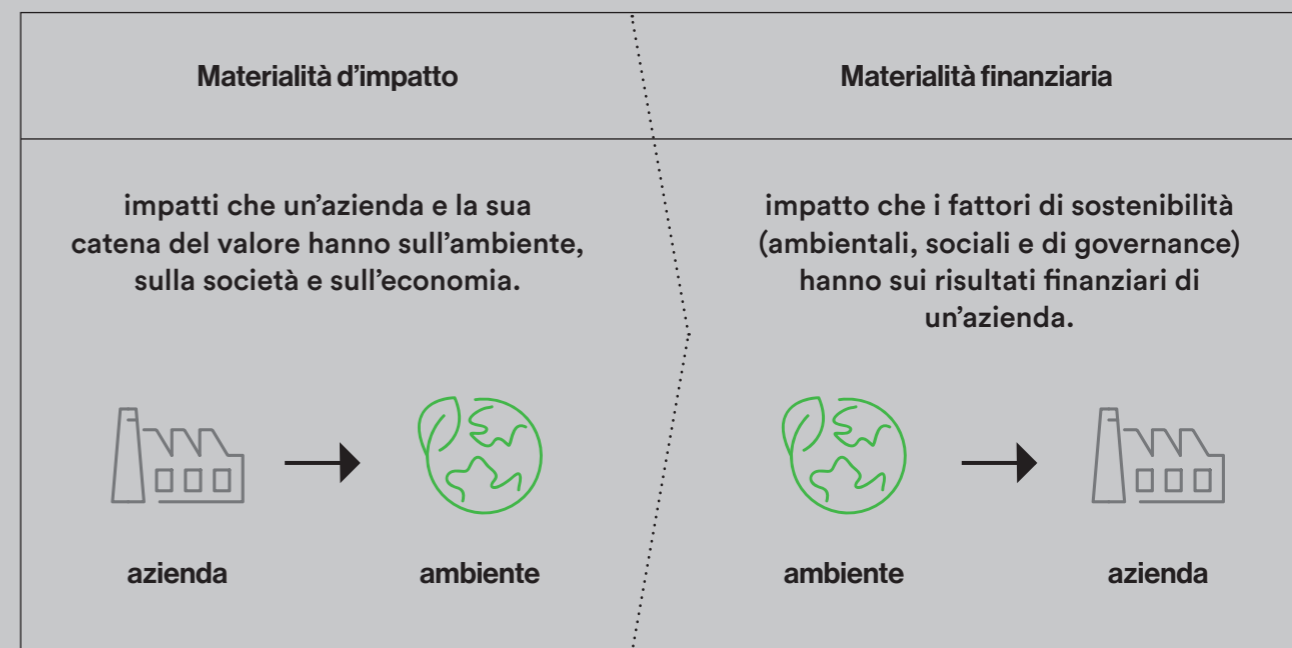 Materialità d’impatto
Materialità finanziaria
impatti che un’azienda e la sua
catena del valore hanno sull’ambiente,
sulla società e sull’economia.
impatto che i fattori di sostenibilità
(ambientali, sociali e di governance)
hanno sui risultati finanziari di
un’azienda.
azienda
ambiente
ambiente
azienda